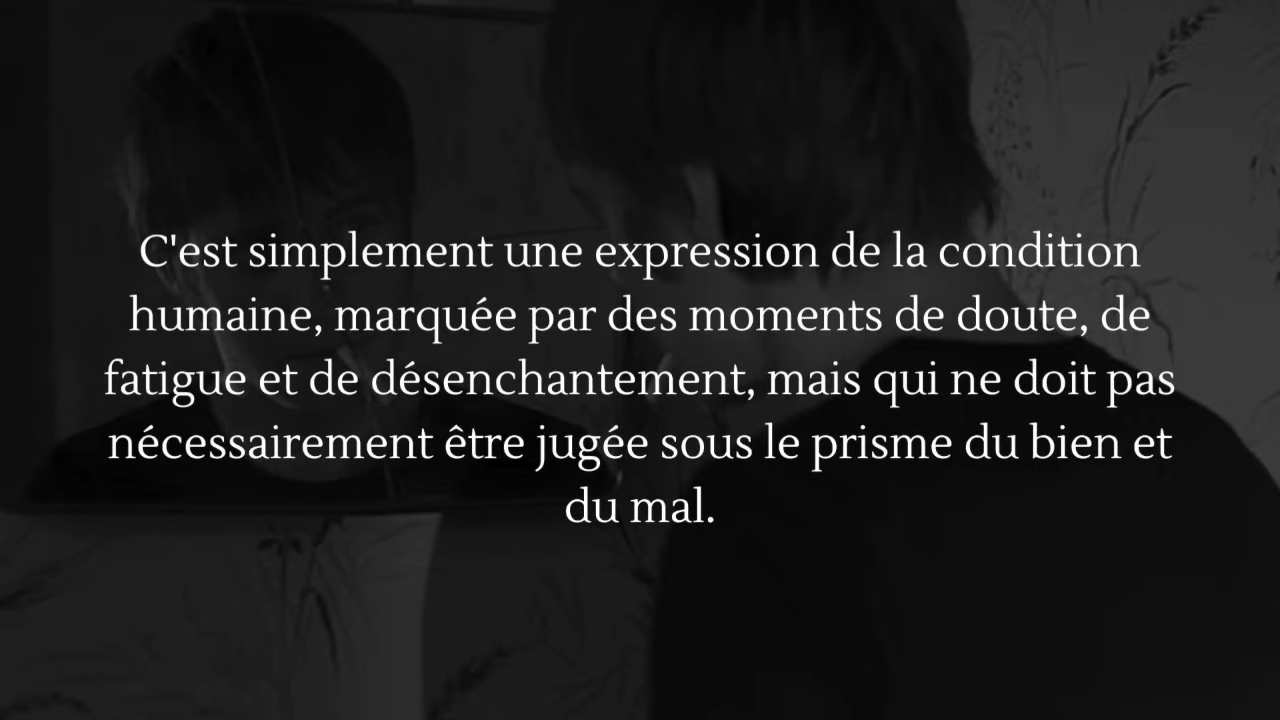 C'est simplement une expression de la condition
humaine, marquée par des moments de doute, de
fatigue et de désenchantement, mais qui ne doit pas
nécessairement être jugée sous le prisme du bien et
du mal.